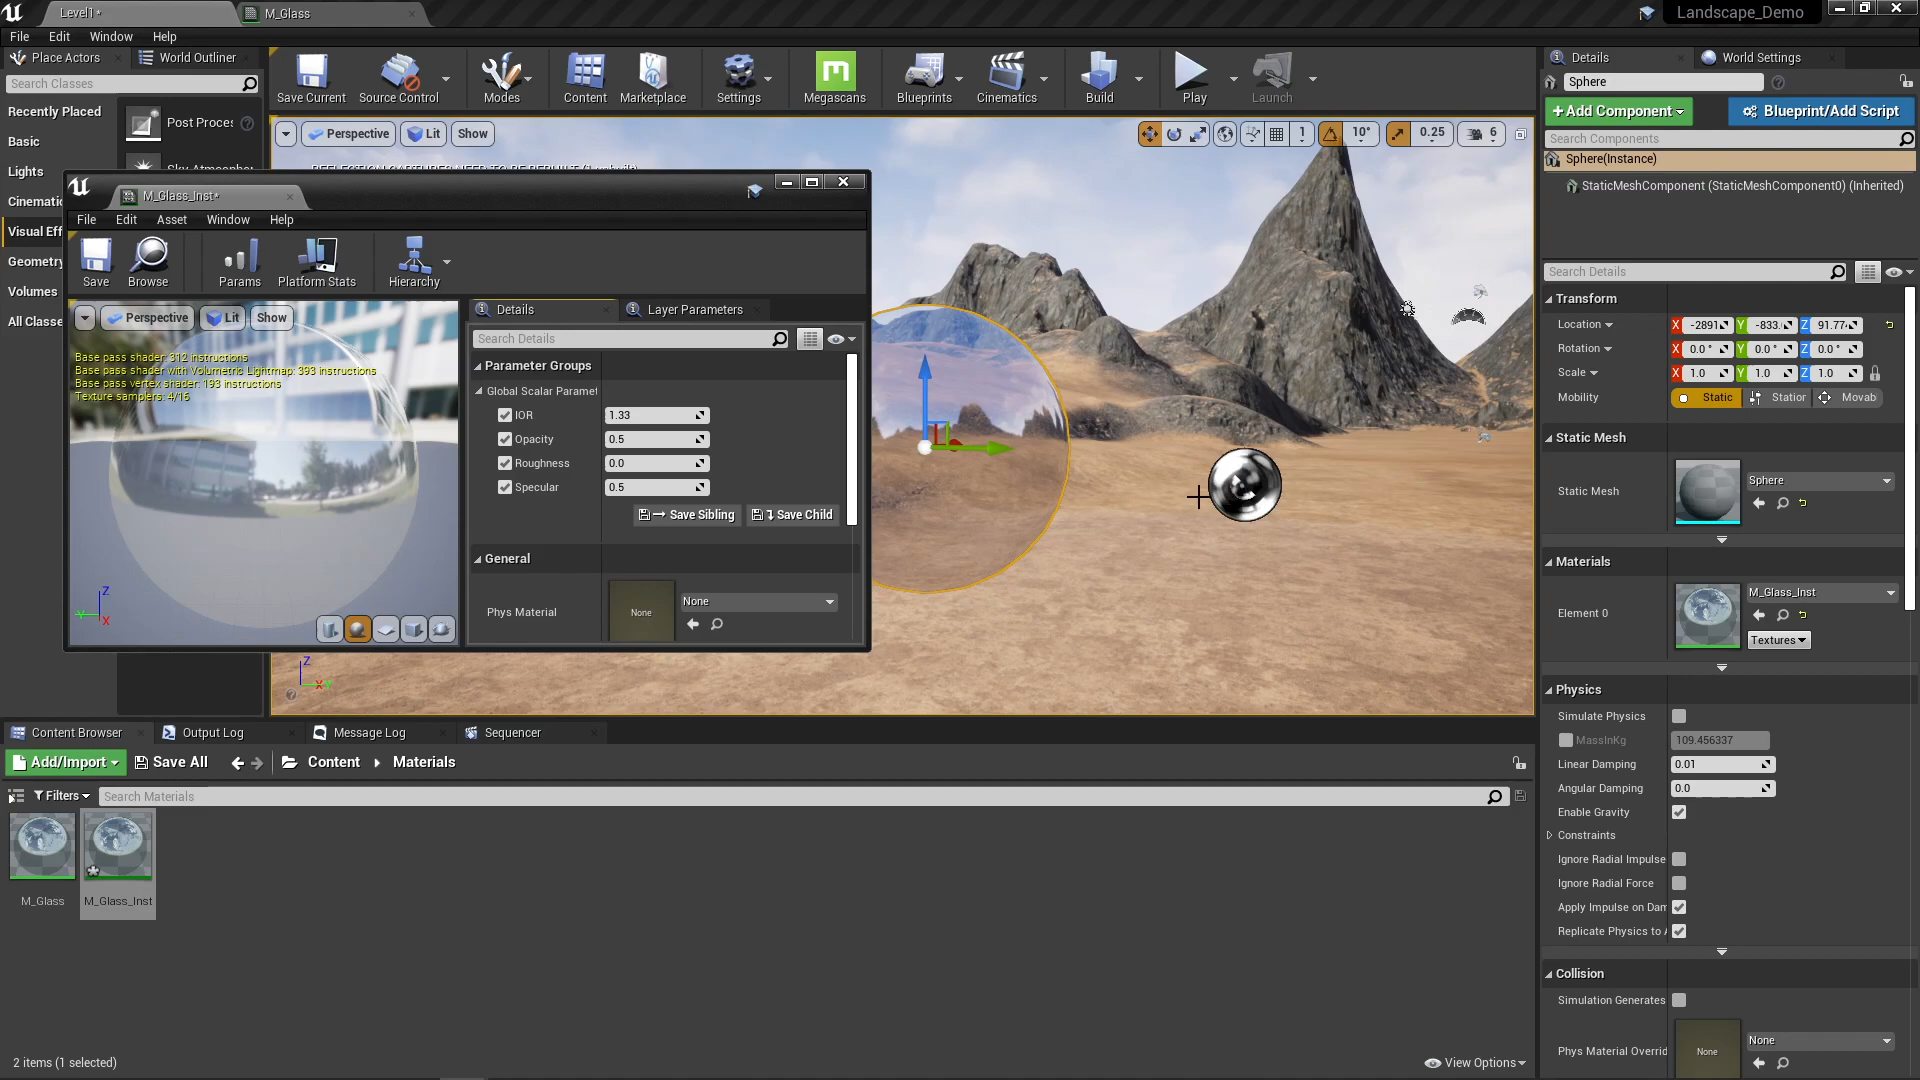 Level1*
M_Glass
Landscape_Demo
File Edit Window Help
Place Actors
World Outliner
Search Classes
Recently Placed
Basic
Lights
Visual Eff
Geometry
Volumes
All Classe
Save Current
Source Control
Modes
Content
Marketplace
Settings
Megascans
Blueprints
Cinematics
Build
Play
Launch
Perspective
Lit
Show
1
10°
0.25
6
M_Glass_Inst*
File Edit Asset Window Help
Save
Browse
Params
Platform Stats
Hierarchy
Perspective
Lit
Show
Base pass shader: 312 instructions
Base pass shader with Volumetric Lightmap: 393 instructions
Base pass vertex shader: 193 instructions
Texture samplers: 4/16
Z
Y
X
Details
Layer Parameters
Search Details
Parameter Groups
Global Scalar Paramet
IOR 1.33
Opacity 0.5
Roughness 0.0
Specular 0.5
Save Sibling
Save Child
General
Phys Material
None
None
Z
X
Y
Details
World Settings
Sphere
+Add Component
Blueprint/Add Script
Search Components
Sphere(Instance)
StaticMeshComponent (StaticMeshComponent0) (Inherited)
Search Details
Transform
Location X -2891 Y -833. Z 91.77
Rotation X 0.0 ° Y 0.0 ° Z 0.0 °
Scale X 1.0 Y 1.0 Z 1.0
Mobility Static Station Movab
Static Mesh
Static Mesh
Sphere
Materials
Element 0
M_Glass_Inst
Textures
Physics
Simulate Physics
MassInKg 109.456337
Linear Damping 0.01
Angular Damping 0.0
Enable Gravity
Constraints
Ignore Radial Impulse
Ignore Radial Force
Apply Impulse on Dam
Replicate Physics to A
Collision
Simulation Generates
Phys Material Overrid
None
None
Content Browser
Output Log
Message Log
Sequencer
Add/Import
Save All
Content
Materials
Filters
Search Materials
M_Glass
M_Glass_Inst
2 items (1 selected)
View Options